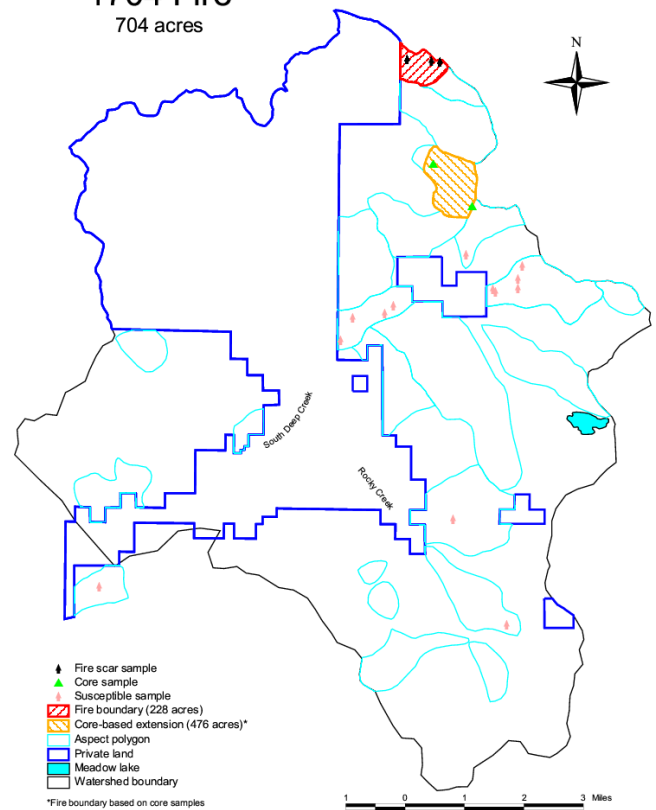 704 acres
N
South Deep Creek
Rocky Creek
Fire scar sample
Core sample
Susceptible sample
Fire boundary (228 acres)
Core-based extension (476 acres)*
Aspect polygon
Private land
Meadow lake
Watershed boundary
*Fire boundary based on core samples
1 0 1 2 3 Miles